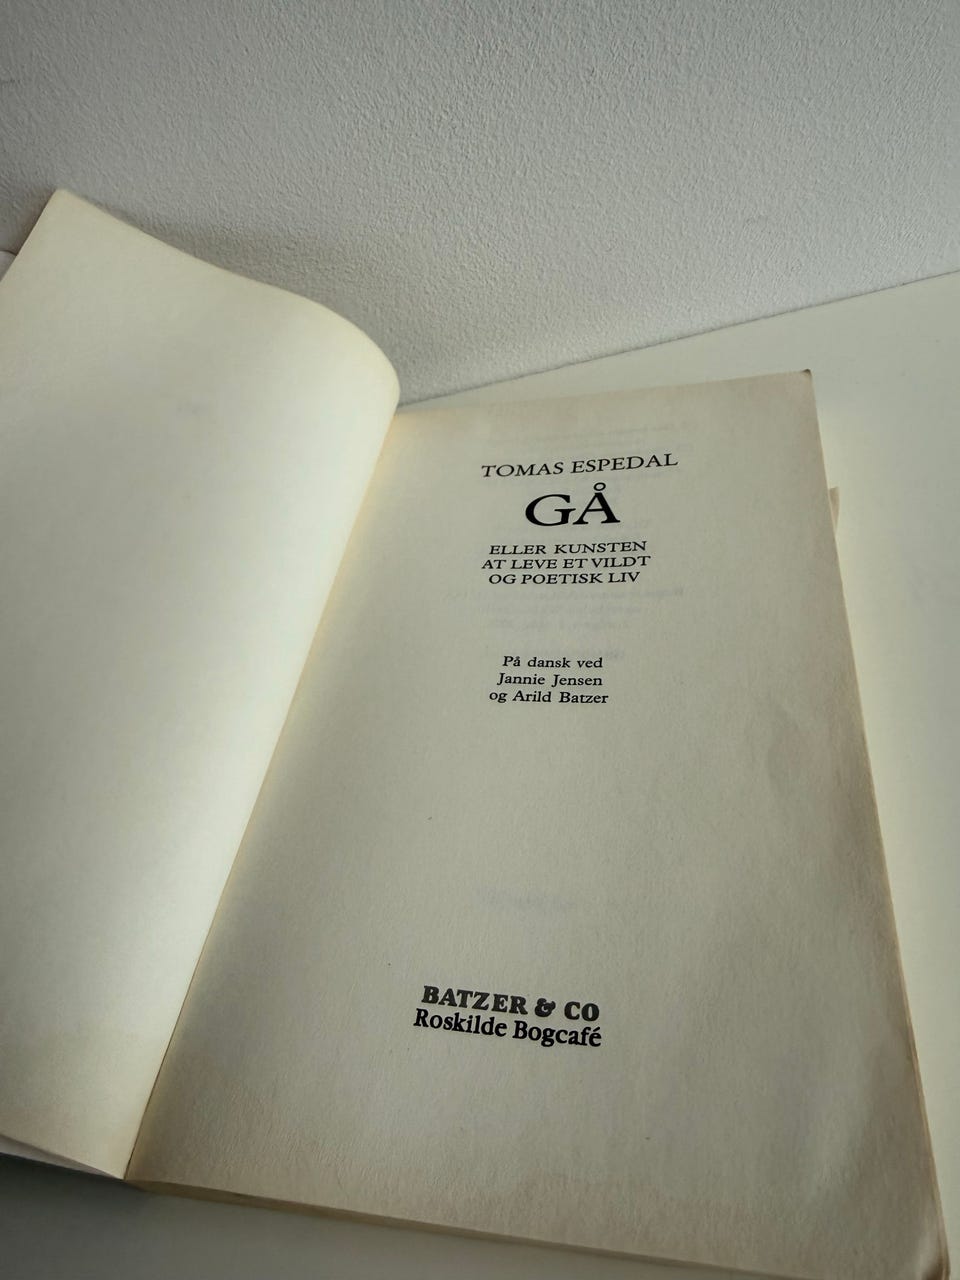 TOMAS ESPEDAL
GÅ
ELLER KUNSTEN
AT LEVE ET VILDT
OG POETISK LIV
På dansk ved
Jannie Jensen
og Arild Batzer
BATZER & CO
Roskilde Bogcafé